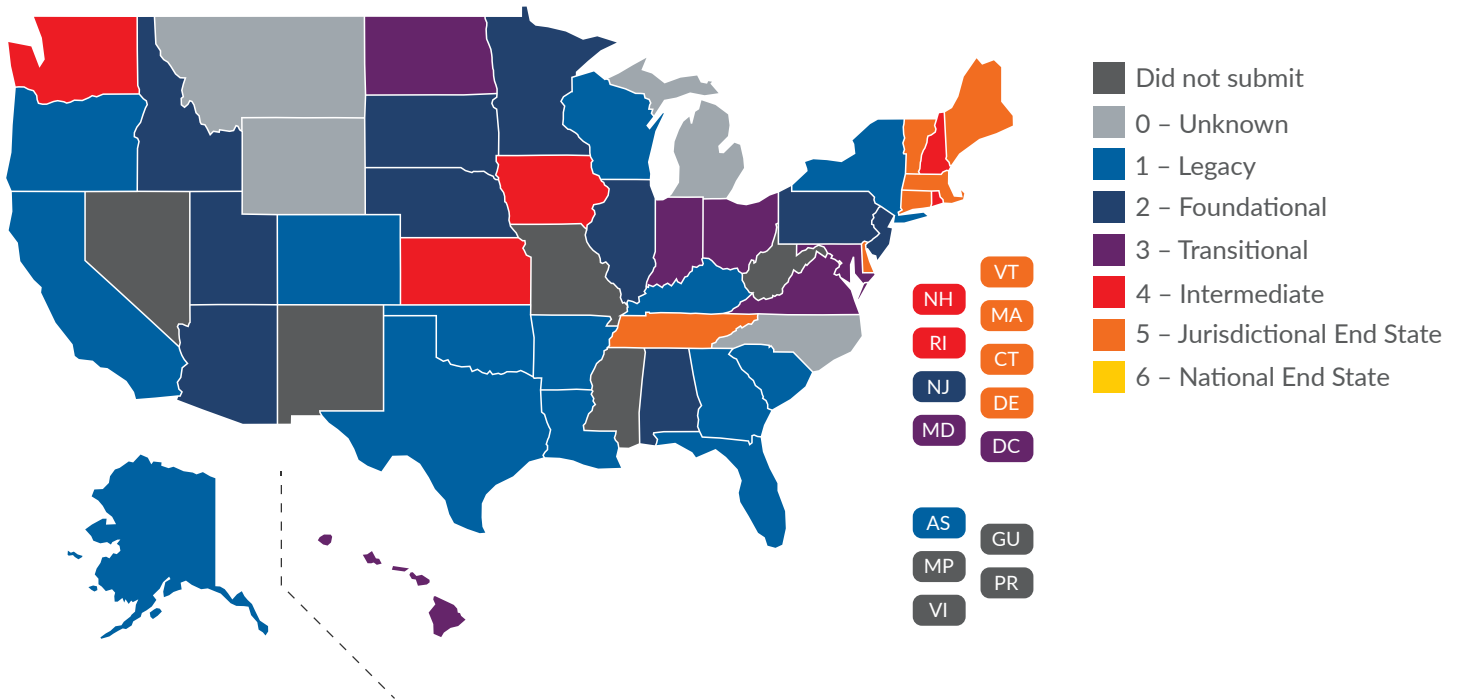 VT
NH
MA
RI
CT
NJ
DE
MD
DC
AS
GU
MP
PR
VI
Did not submit
0 – Unknown
1 – Legacy
2 – Foundational
3 – Transitional
4 – Intermediate
5 – Jurisdictional End State
6 – National End State